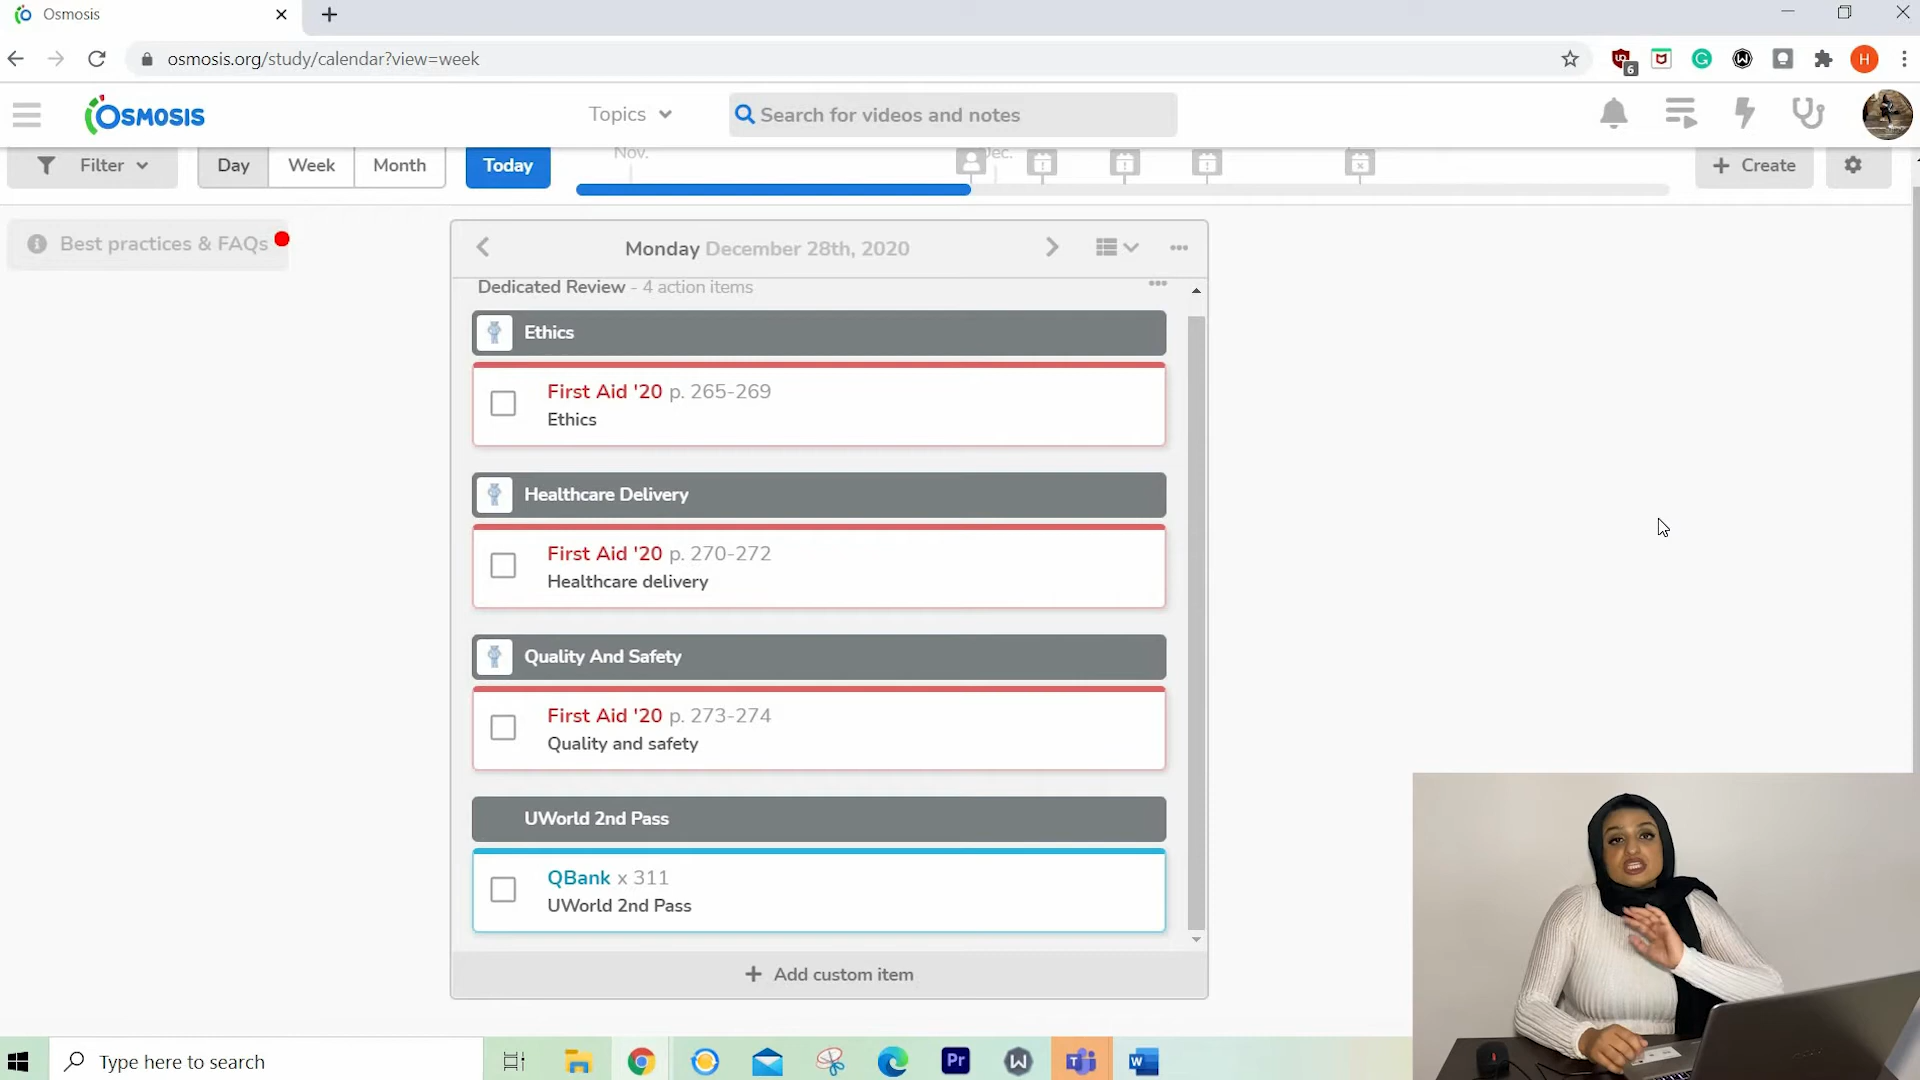 Osmosis
osmosis.org/study/calendar?view=week
6
H
OSMOSIS
Topics
Search for videos and notes
Filter
Day
Week
Month
Today
Nov.
Dec.
Create
Best practices & FAQs
Monday December 28th, 2020
Dedicated Review - 4 action items
Ethics
First Aid '20 p. 265-269
Ethics
Healthcare Delivery
First Aid '20 p. 270-272
Healthcare delivery
Quality And Safety
First Aid '20 p. 273-274
Quality and safety
UWorld 2nd Pass
QBank x 311
UWorld 2nd Pass
+ Add custom item
Type here to search
Pr